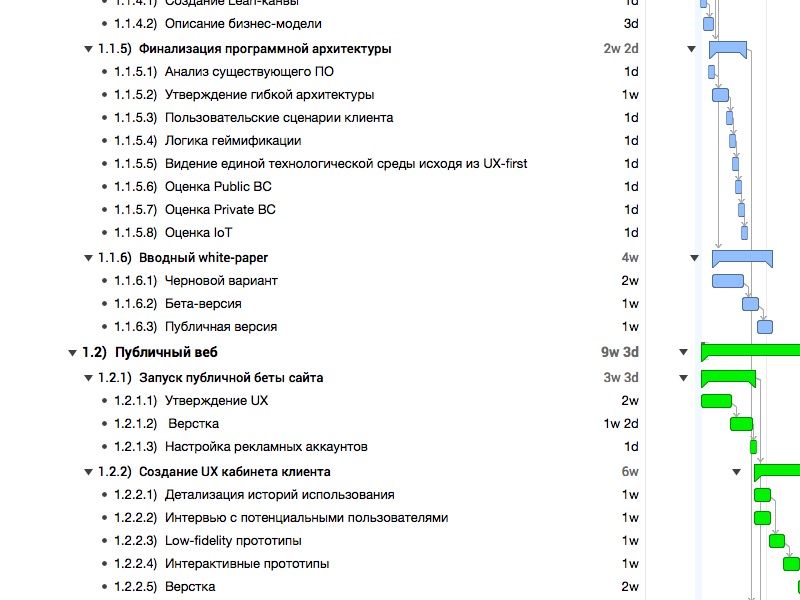 1.1.4.1) Создание Lean-канвы 1d
1.1.4.2) Описание бизнес-модели 3d
1.1.5) Финализация программной архитектуры 2w 2d
1.1.5.1) Анализ существующего ПО 1d
1.1.5.2) Утверждение гибкой архитектуры 1w
1.1.5.3) Пользовательские сценарии клиента 1d
1.1.5.4) Логика геймификации 1d
1.1.5.5) Видение единой технологической среды исходя из UX-first 1d
1.1.5.6) Оценка Public BC 1d
1.1.5.7) Оценка Private BC 1d
1.1.5.8) Оценка IoT 1d
1.1.6) Вводный white-paper 4w
1.1.6.1) Черновой вариант 2w
1.1.6.2) Бета-версия 1w
1.1.6.3) Публичная версия 1w
1.2) Публичный веб 9w 3d
1.2.1) Запуск публичной беты сайта 3w 3d
1.2.1.1) Утверждение UX 2w
1.2.1.2) Верстка 1w 2d
1.2.1.3) Настройка рекламных аккаунтов 1d
1.2.2) Создание UX кабинета клиента 6w
1.2.2.1) Детализация историй использования 1w
1.2.2.2) Интервью с потенциальными пользователями 1w
1.2.2.3) Low-fidelity прототипы 1w
1.2.2.4) Интерактивные прототипы 1w
1.2.2.5) Верстка 2w